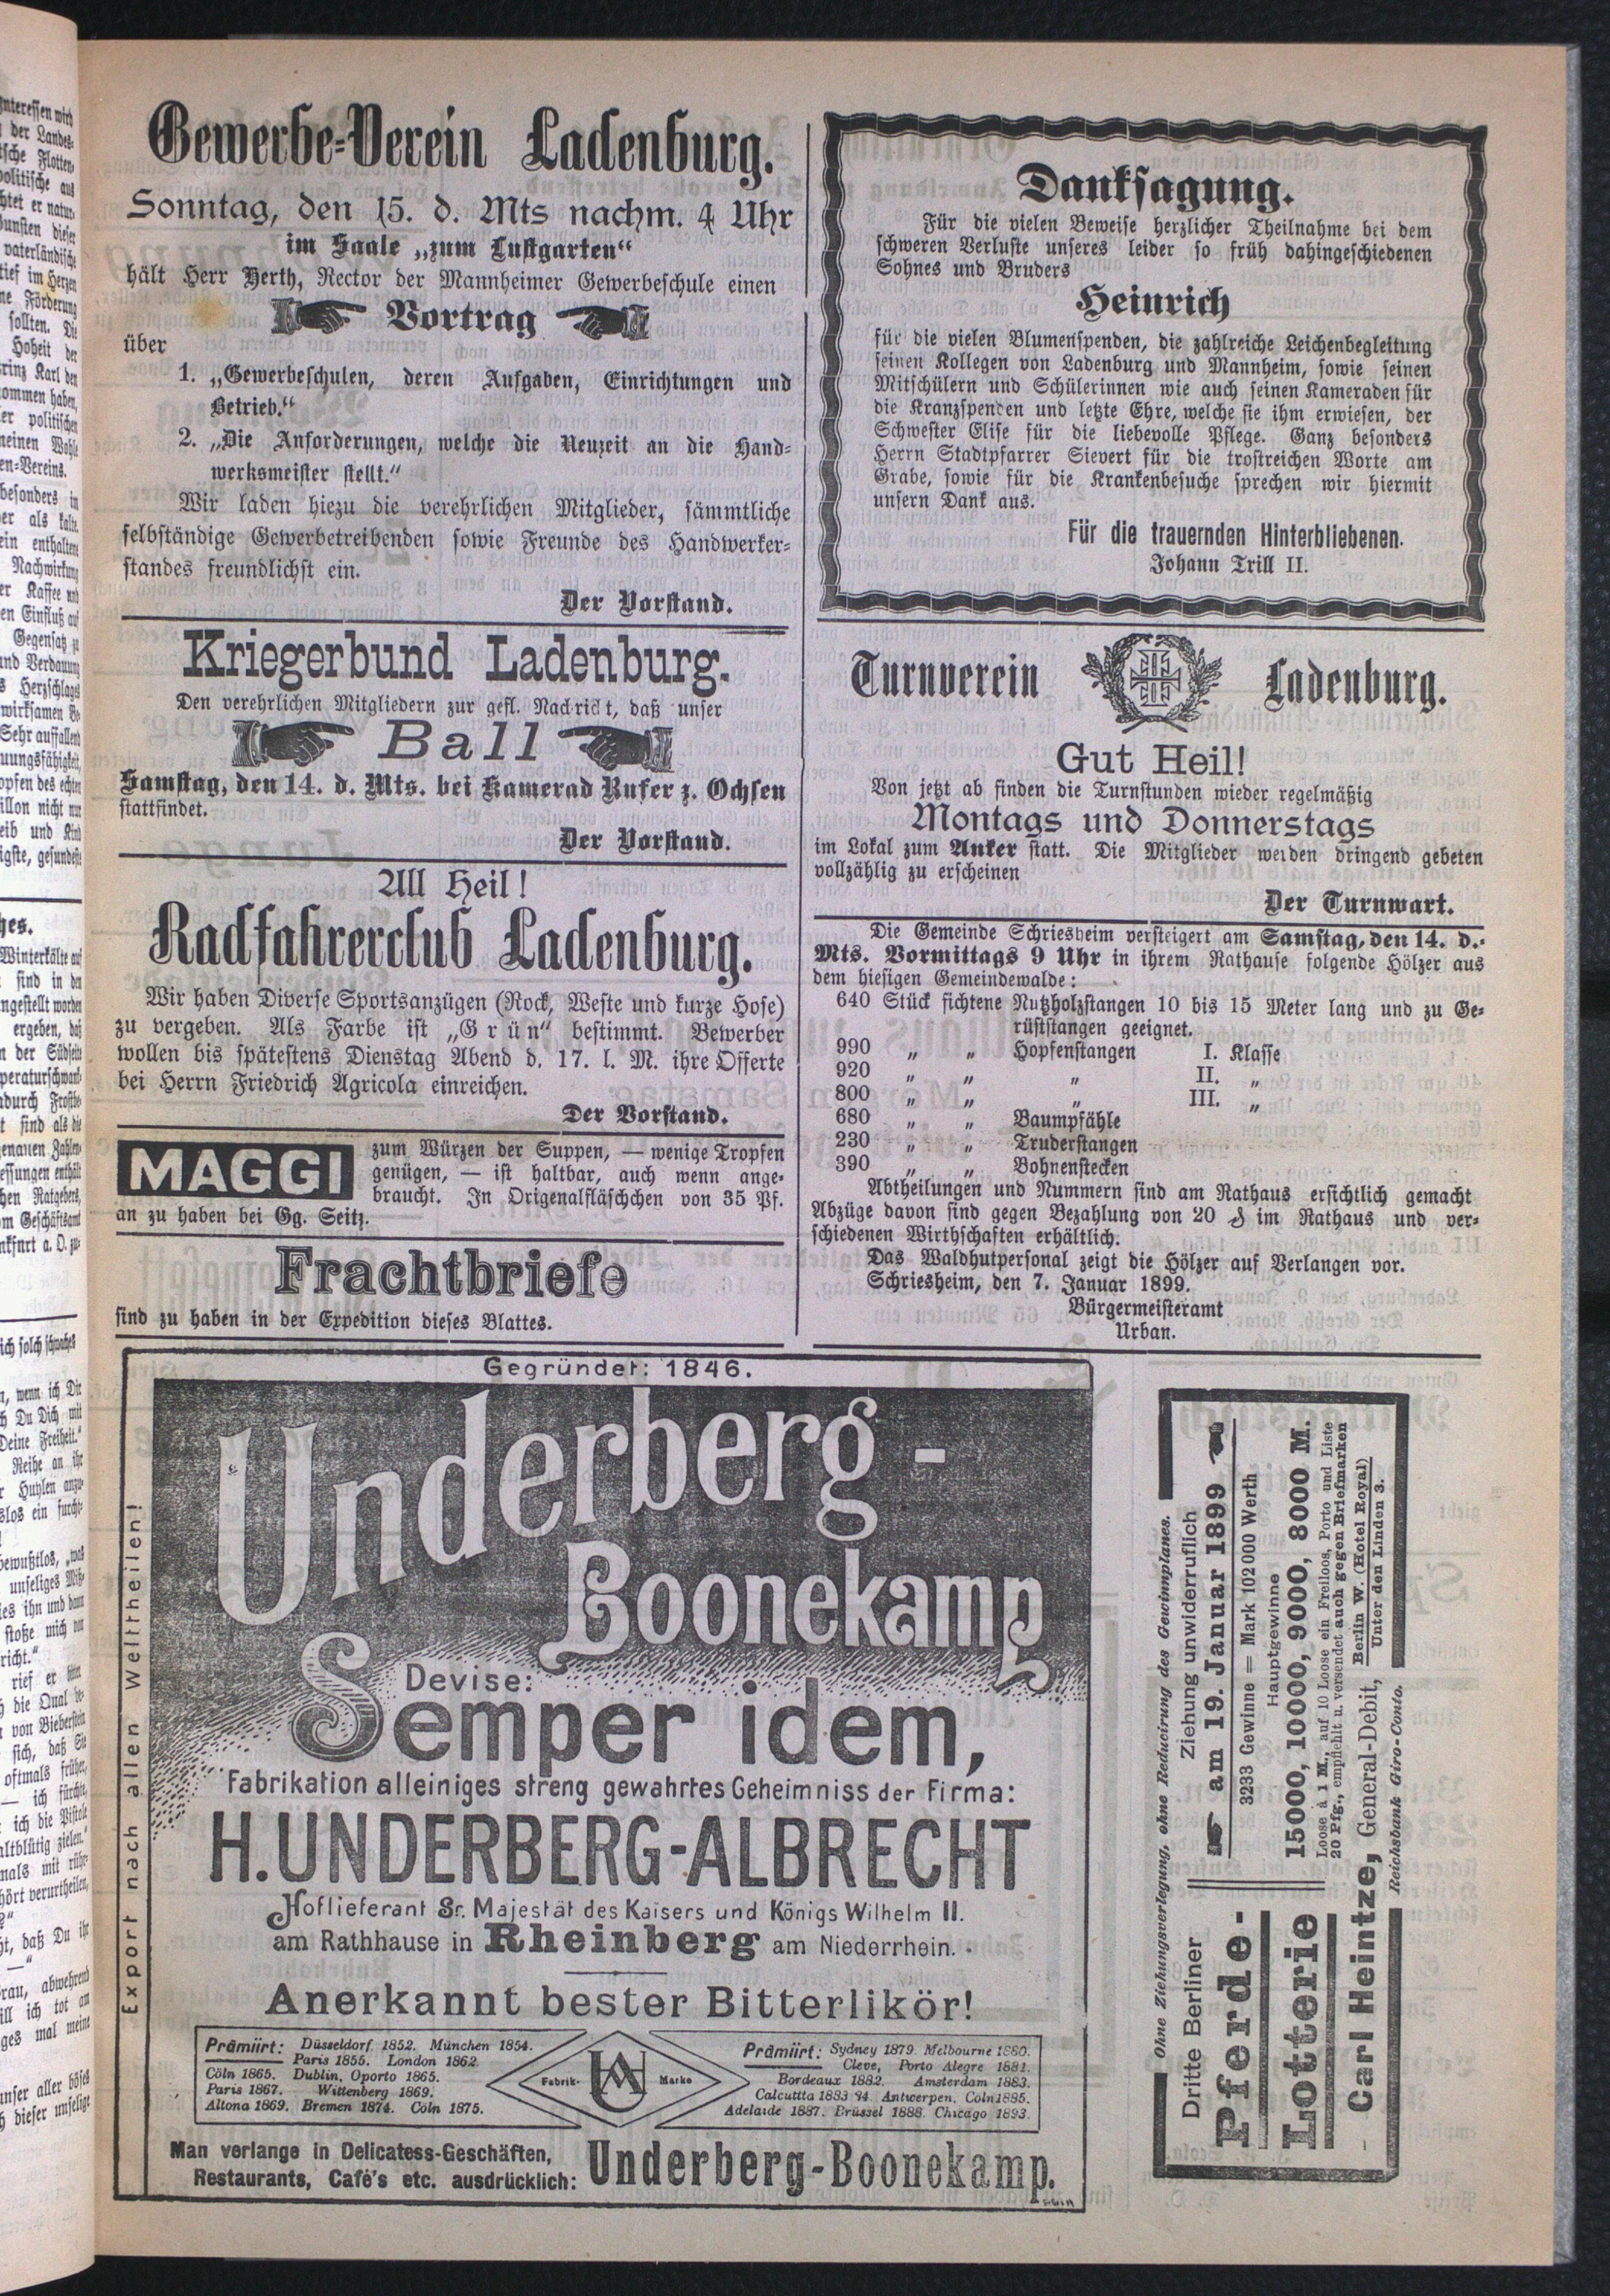 Gewerbe-Verein Ladenburg.
Sonntag, den 15. d. Mts nachm. 4 Uhr
im Saale „zum Lustgarten“
hält Herr Herth, Rector der Mannheimer Gewerbeschule einen
Vortrag
über
1. „Gewerbeschulen, deren Aufgaben, Einrichtungen und
Betrieb.“
2. „Die Anforderungen, welche die Neuzeit an die Hand-
werksmeister stellt.“
Wir laden hiezu die verehrlichen Mitglieder, sämmtliche
selbständige Gewerbetreibenden sowie Freunde des Handwerker-
standes freundlichst ein.
Der Vorstand.
Kriegerbund Ladenburg.
Den verehrlichen Mitgliedern zur gefl. Nachricht, daß unser
Ball
Samstag, den 14. d. Mts. bei Kamerad Kufer z. Ochsen
stattfindet.
Der Vorstand.
All Heil!
Radfahrerclub Ladenburg.
Wir haben Diverse Sportsanzügen (Rock, Weste und kurze Hose)
zu vergeben. Als Farbe ist „Grün“ bestimmt. Bewerber
wollen bis spätestens Dienstag Abend d. 17. l. M. ihre Offerte
bei Herrn Friedrich Agricola einreichen.
Der Vorstand.
MAGGI
zum Würzen der Suppen, — wenige Tropfen
genügen, — ist haltbar, auch wenn ange-
braucht. In Origenalfläschchen von 35 Pf.
an zu haben bei Gg. Seitz.
Frachtbriefe
sind zu haben in der Expedition dieses Blattes.
Danksagung.
Für die vielen Beweise herzlicher Theilnahme bei dem
schweren Verluste unseres leider so früh dahingeschiedenen
Sohnes und Bruders
Heinrich
für die vielen Blumenspenden, die zahlreiche Leichenbegleitung
seinen Kollegen von Ladenburg und Mannheim, sowie seinen
Mitschülern und Schülerinnen wie auch seinen Kameraden für
die Kranzspenden und letzte Ehre, welche sie ihm erwiesen, der
Schwester Elise für die liebevolle Pflege. Ganz besonders
Herrn Stadtpfarrer Sievert für die trostreichen Worte am
Grabe, sowie für die Krankenbesuche sprechen wir hiermit
unsern Dank aus.
Für die trauernden Hinterbliebenen.
Johann Trill II.
Turnverein Ladenburg.
Gut Heil!
Von jetzt ab finden die Turnstunden wieder regelmäßig
Montags und Donnerstags
im Lokal zum Anker statt. Die Mitglieder werden dringend gebeten
vollzählig zu erscheinen
Der Turnwart.
Die Gemeinde Schriesheim versteigert am Samstag, den 14. d.
Mts. Vormittags 9 Uhr in ihrem Rathause folgende Hölzer aus
dem hiesigen Gemeindewalde:
640 Stück fichtene Nutzholzstangen 10 bis 15 Meter lang und zu Ge-
rüststangen geeignet.
990 „ „ Hopfenstangen I. Klasse
920 „ „ „ II. „
800 „ „ „ III. „
680 „ „ Baumpfähle
230 „ „ Truderstangen
390 „ „ Bohnenstecken
Abtheilungen und Nummern sind am Rathaus ersichtlich gemacht
Abzüge davon sind gegen Bezahlung von 20 ₰ im Rathaus und ver-
schiedenen Wirthschaften erhältlich.
Das Waldhutpersonal zeigt die Hölzer auf Verlangen vor.
Schriesheim, den 7. Januar 1899.
Bürgermeisteramt
Urban.
Gegründet: 1846.
Export nach allen Welttheilen!
Underberg-
Boonekamp
Devise:
Semper idem,
Fabrikation alleiniges streng gewahrtes Geheimniss der Firma:
H. UNDERBERG-ALBRECHT
Hoflieferant Sr. Majestät des Kaisers und Königs Wilhelm II.
am Rathhause in Rheinberg am Niederrhein.
Anerkannt bester Bitterlikör!
Prämiirt: Düsseldorf 1852. München 1854.
Paris 1855. London 1862.
Cöln 1865. Dublin, Oporto 1865.
Paris 1867. Wittenberg 1869.
Altona 1869. Bremen 1874. Cöln 1875.
Fabrik- Marke
Prämiirt: Sydney 1879. Melbourne 1880.
Cleve, Porto Alegre 1881.
Bordeaux 1882. Amsterdam 1883.
Calcuttta 1883 84. Antwerpen, Cöln 1885.
Adelaide 1887. Brüssel 1888. Chicago 1893.
Man verlange in Delicatess-Geschäften,
Restaurants, Café's etc. ausdrücklich:
Underberg-Boonekamp.
Ohne Ziehungsverlegung, ohne Reducirung des Gewinnplanes.
Dritte Berliner
Pferde-
Lotterie
Ziehung unwiderruflich
am 19. Januar 1899
3233 Gewinne = Mark 102000 Werth
Hauptgewinne
15000, 10000, 9000, 8000 M.
Loose à 1 M., auf 10 Loose ein Freiloos, Porto und Liste
20 Pfg., empfiehlt u. versendet auch gegen Briefmarken
Carl Heintze, General-Debit,
Berlin W. (Hotel Royal)
Unter den Linden 3.
Reichsbank Giro-Conto.